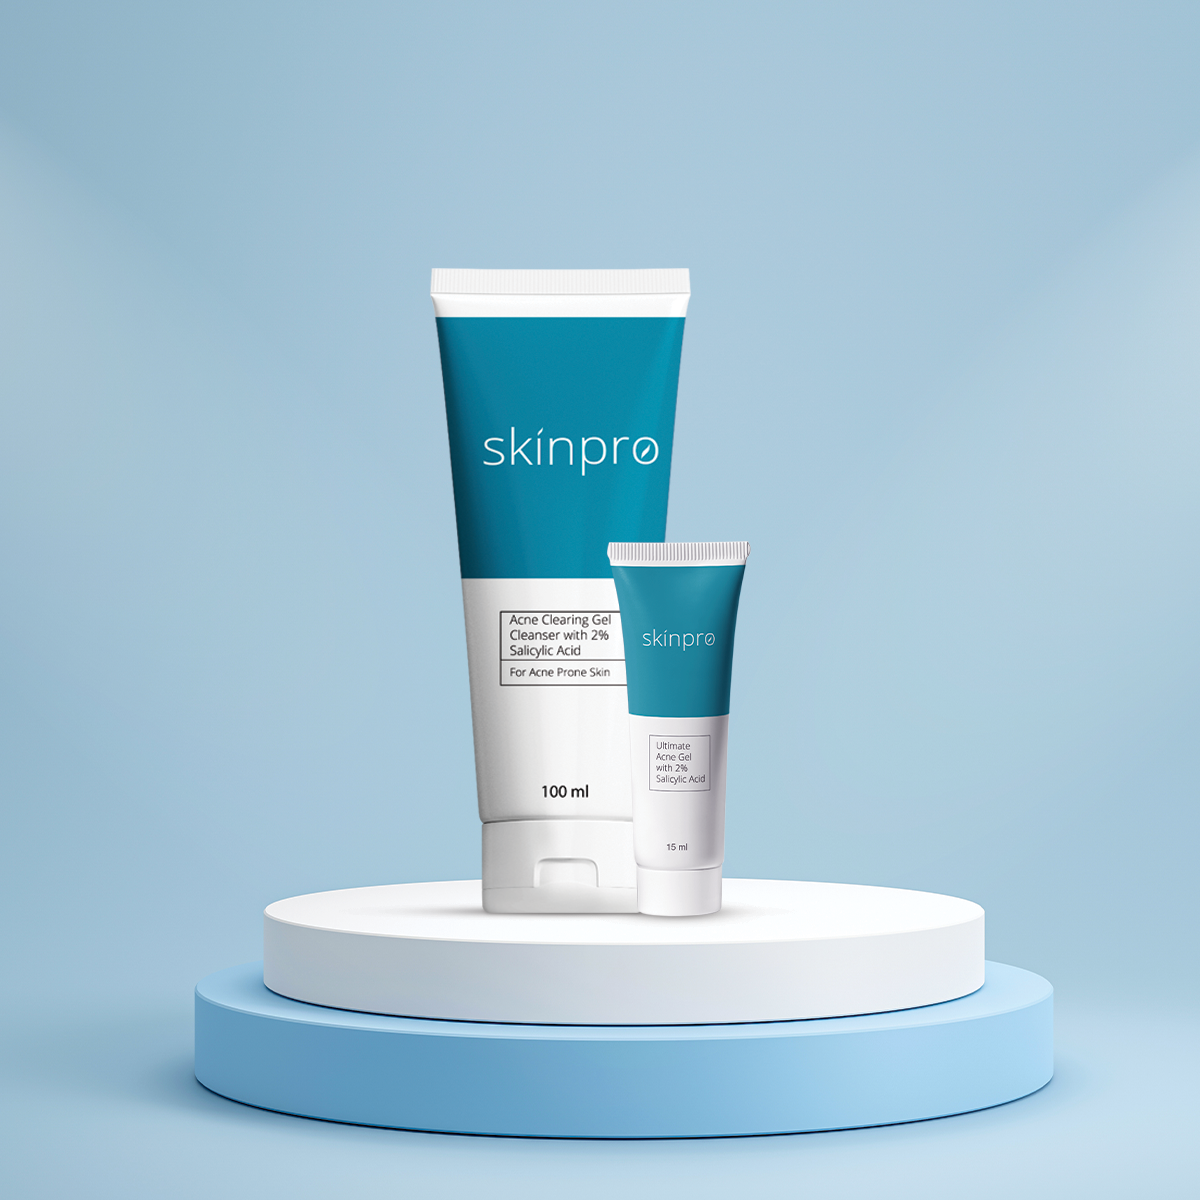 skinpro
Acne Clearing Gel
Cleanser with 2%
Salicylic Acid
For Acne Prone Skin
100 ml
skinpro
Ultimate
Acne Gel
with 2%
Salicylic Acid
15 ml